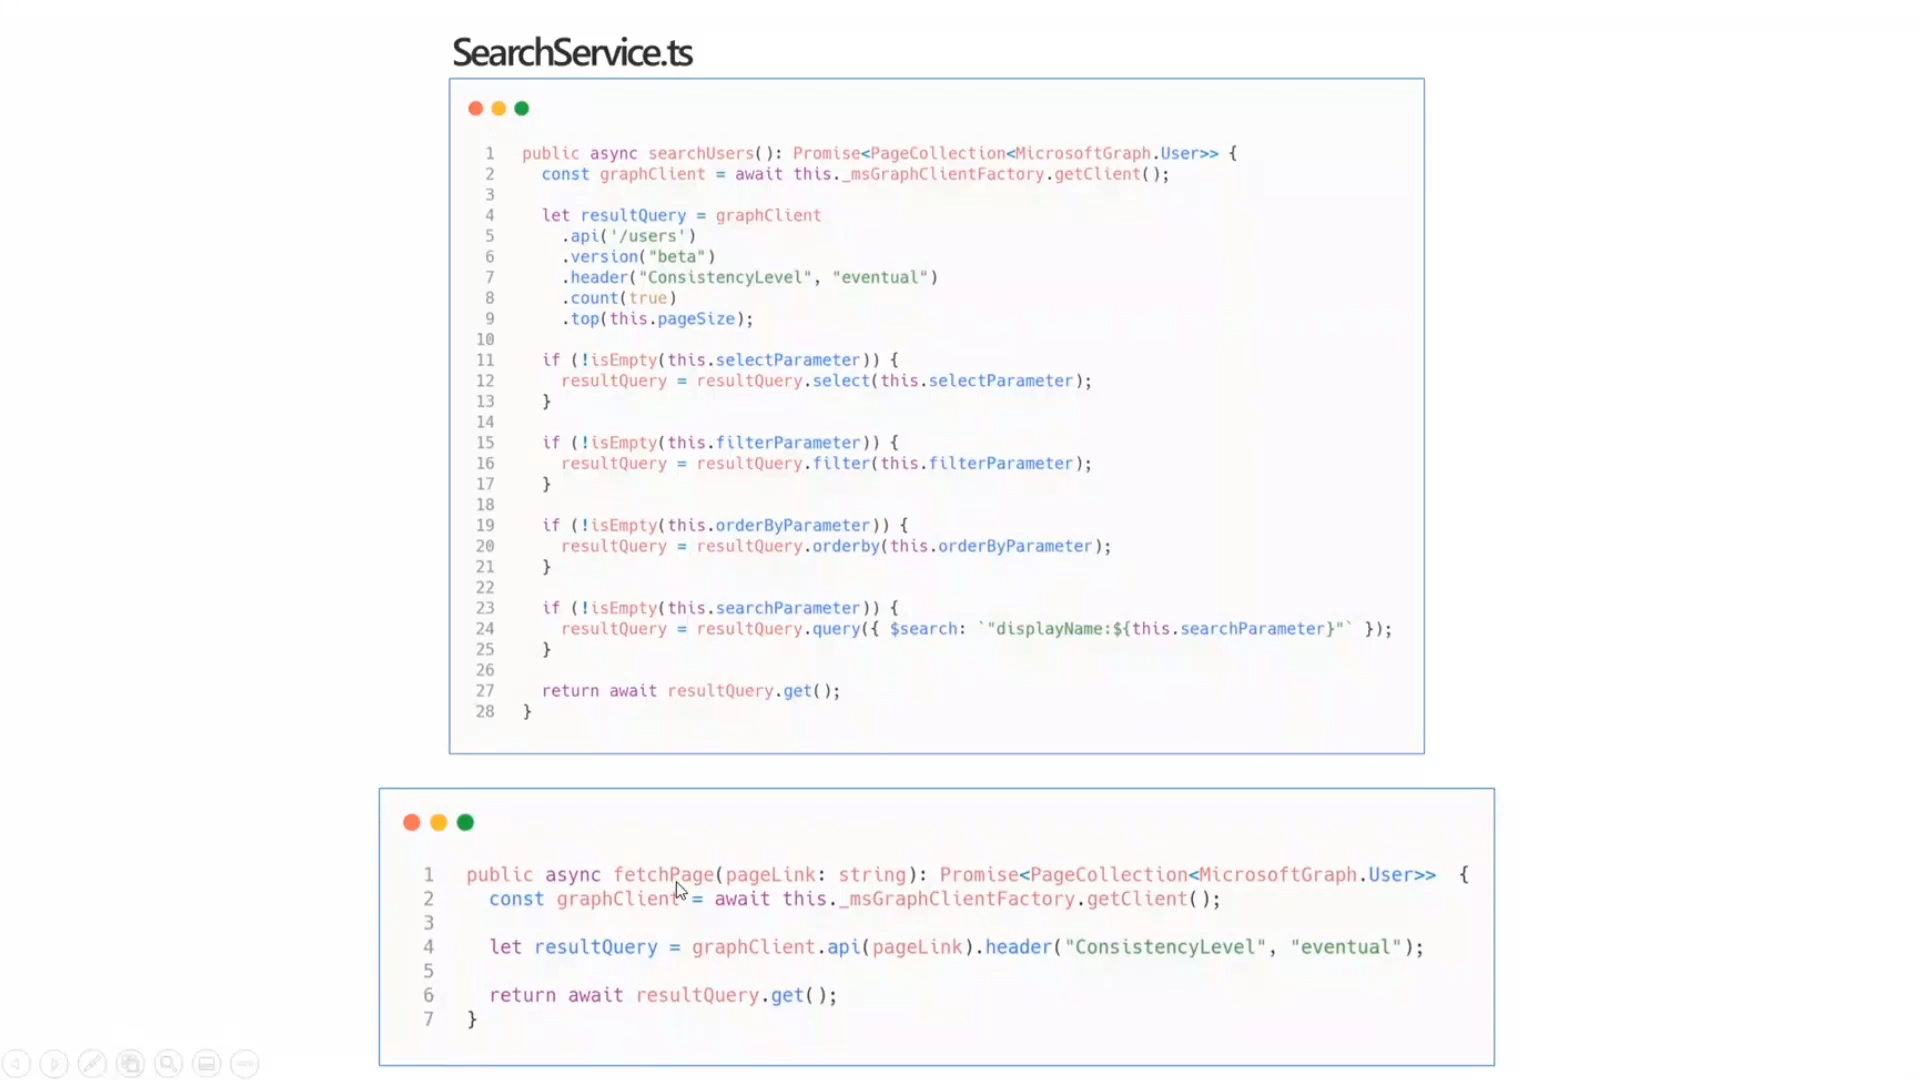 SearchService.ts
1 public async searchUsers(): Promise<PageCollection<MicrosoftGraph.User>> {
2 const graphClient = await this._msGraphClientFactory.getClient();
3
4 let resultQuery = graphClient
5 .api('/users')
6 .version("beta")
7 .header("ConsistencyLevel", "eventual")
8 .count(true)
9 .top(this.pageSize);
10
11 if (!isEmpty(this.selectParameter)) {
12 resultQuery = resultQuery.select(this.selectParameter);
13 }
14
15 if (!isEmpty(this.filterParameter)) {
16 resultQuery = resultQuery.filter(this.filterParameter);
17 }
18
19 if (!isEmpty(this.orderByParameter)) {
20 resultQuery = resultQuery.orderby(this.orderByParameter);
21 }
22
23 if (!isEmpty(this.searchParameter)) {
24 resultQuery = resultQuery.query({ $search: `"displayName:${this.searchParameter}"` });
25 }
26
27 return await resultQuery.get();
28 }
1 public async fetchPage(pageLink: string): Promise<PageCollection<MicrosoftGraph.User>> {
2 const graphClient = await this._msGraphClientFactory.getClient();
3
4 let resultQuery = graphClient.api(pageLink).header("ConsistencyLevel", "eventual");
5
6 return await resultQuery.get();
7 }